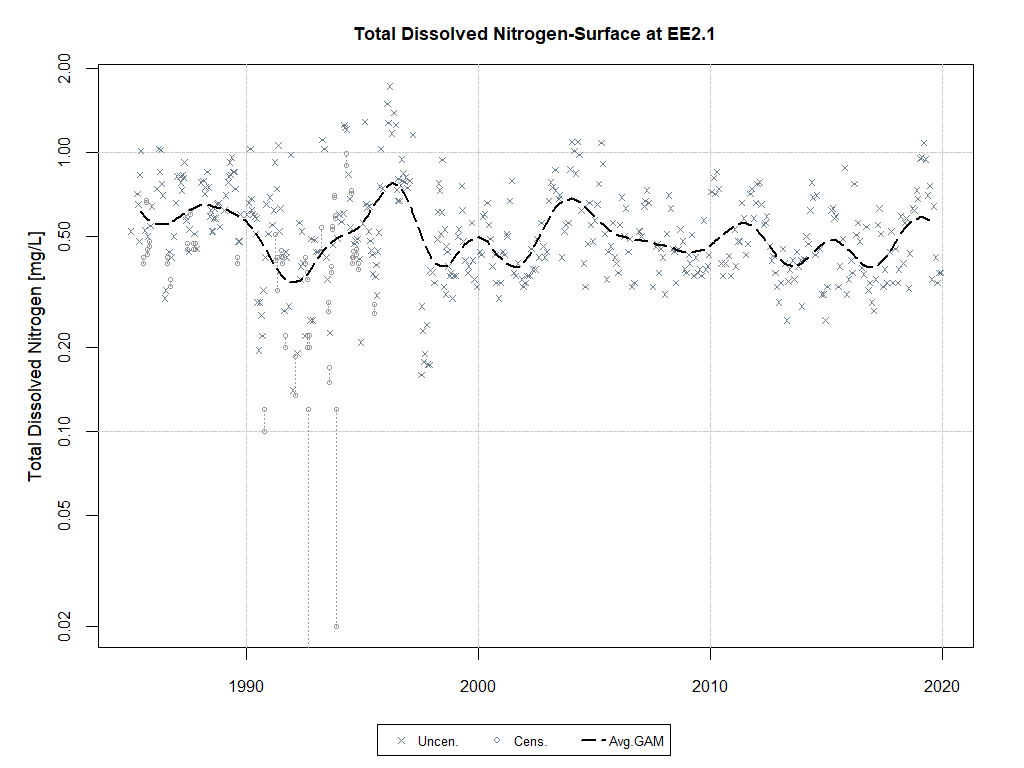 Total Dissolved Nitrogen-Surface at EE2.1
Total Dissolved Nitrogen [mg/L]
2.00
1.00
0.50
0.20
0.10
0.05
0.02
1990 2000 2010 2020
Uncen. Cens. Avg.GAM